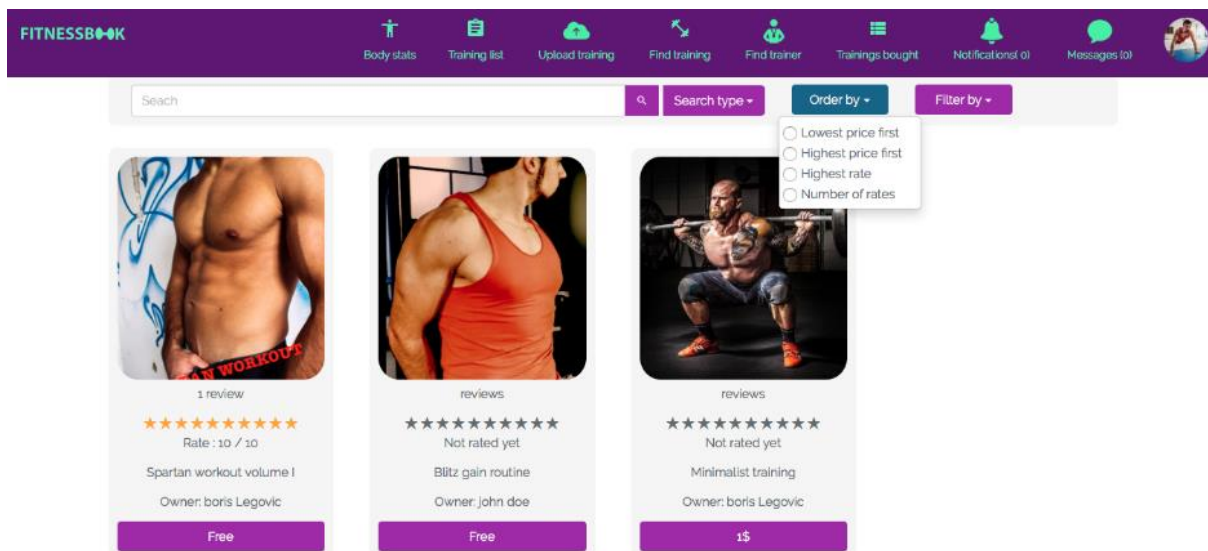 FITNESSBOOK
Body stats
Training list
Upload training
Find training
Find trainer
Trainings bought
Notifications( 0)
Messages (0)
Seach
Search type
Order by
Filter by
Lowest price first
Highest price first
Highest rate
Number of rates
AN WORKOUT
1 review
Rate : 10 / 10
Spartan workout volume I
Owner: boris Legovic
Free
reviews
Not rated yet
Blitz gain routine
Owner: john doe
Free
reviews
Not rated yet
Minimalist training
Owner: boris Legovic
1$